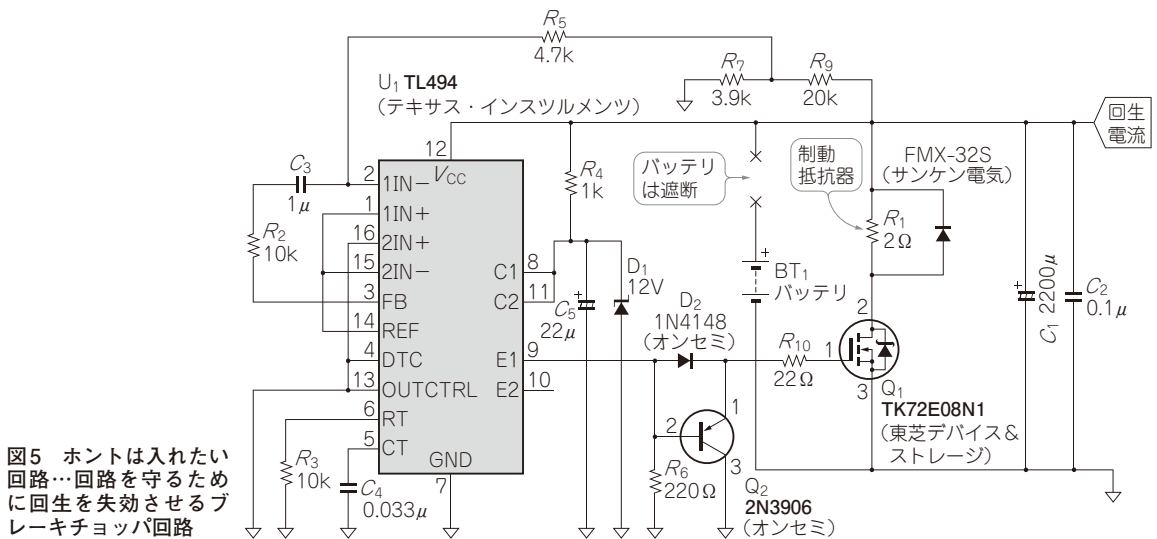 R5
4.7k
R7
3.9k
R9
20k
U1 TL494
(テキサス・インスツルメンツ)
回生
電流
12
VCC
C3
1μ
2
1IN−
1
1IN+
16
2IN+
15
2IN−
3
FB
14
REF
4
DTC
13
OUTCTRL
6
RT
5
CT
GND
7
C1
8
C2
11
E1
9
E2
10
R2
10k
R3
10k
C4
0.033μ
R4
1k
+
C5
22μ
D1
12V
バッテリ
は遮断
制動
抵抗器
FMX-32S
(サンケン電気)
R1
2Ω
+
BT1
バッテリ
D2
1N4148
(オンセミ)
R10
22Ω
2
1
3
Q1
TK72E08N1
(東芝デバイス&
ストレージ)
+
C1 2200μ
C2
0.1μ
1
2
3
R6
220Ω
Q2
2N3906
(オンセミ)
図5 ホントは入れたい
回路…回路を守るため
に回生を失効させるブ
レーキチョッパ回路